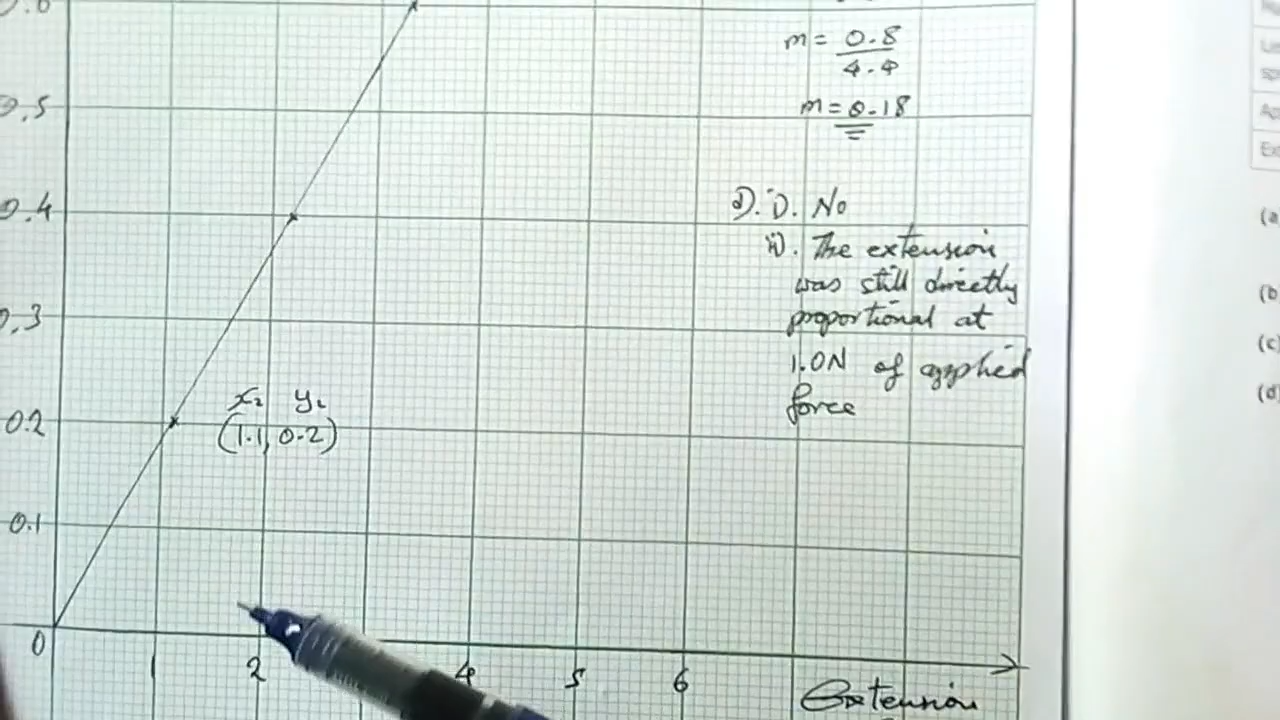 0.6
m = 0.8
4.4
m = 0.18
0.5
0.4
D. i). No
ii). The extension
was still directly
proportional at
1.0N of applied
force
0.3
x₂ y₂
(1.1, 0.2)
0.2
0.1
0
1 2 4 5 6
Extension
(b
(c)
(d)